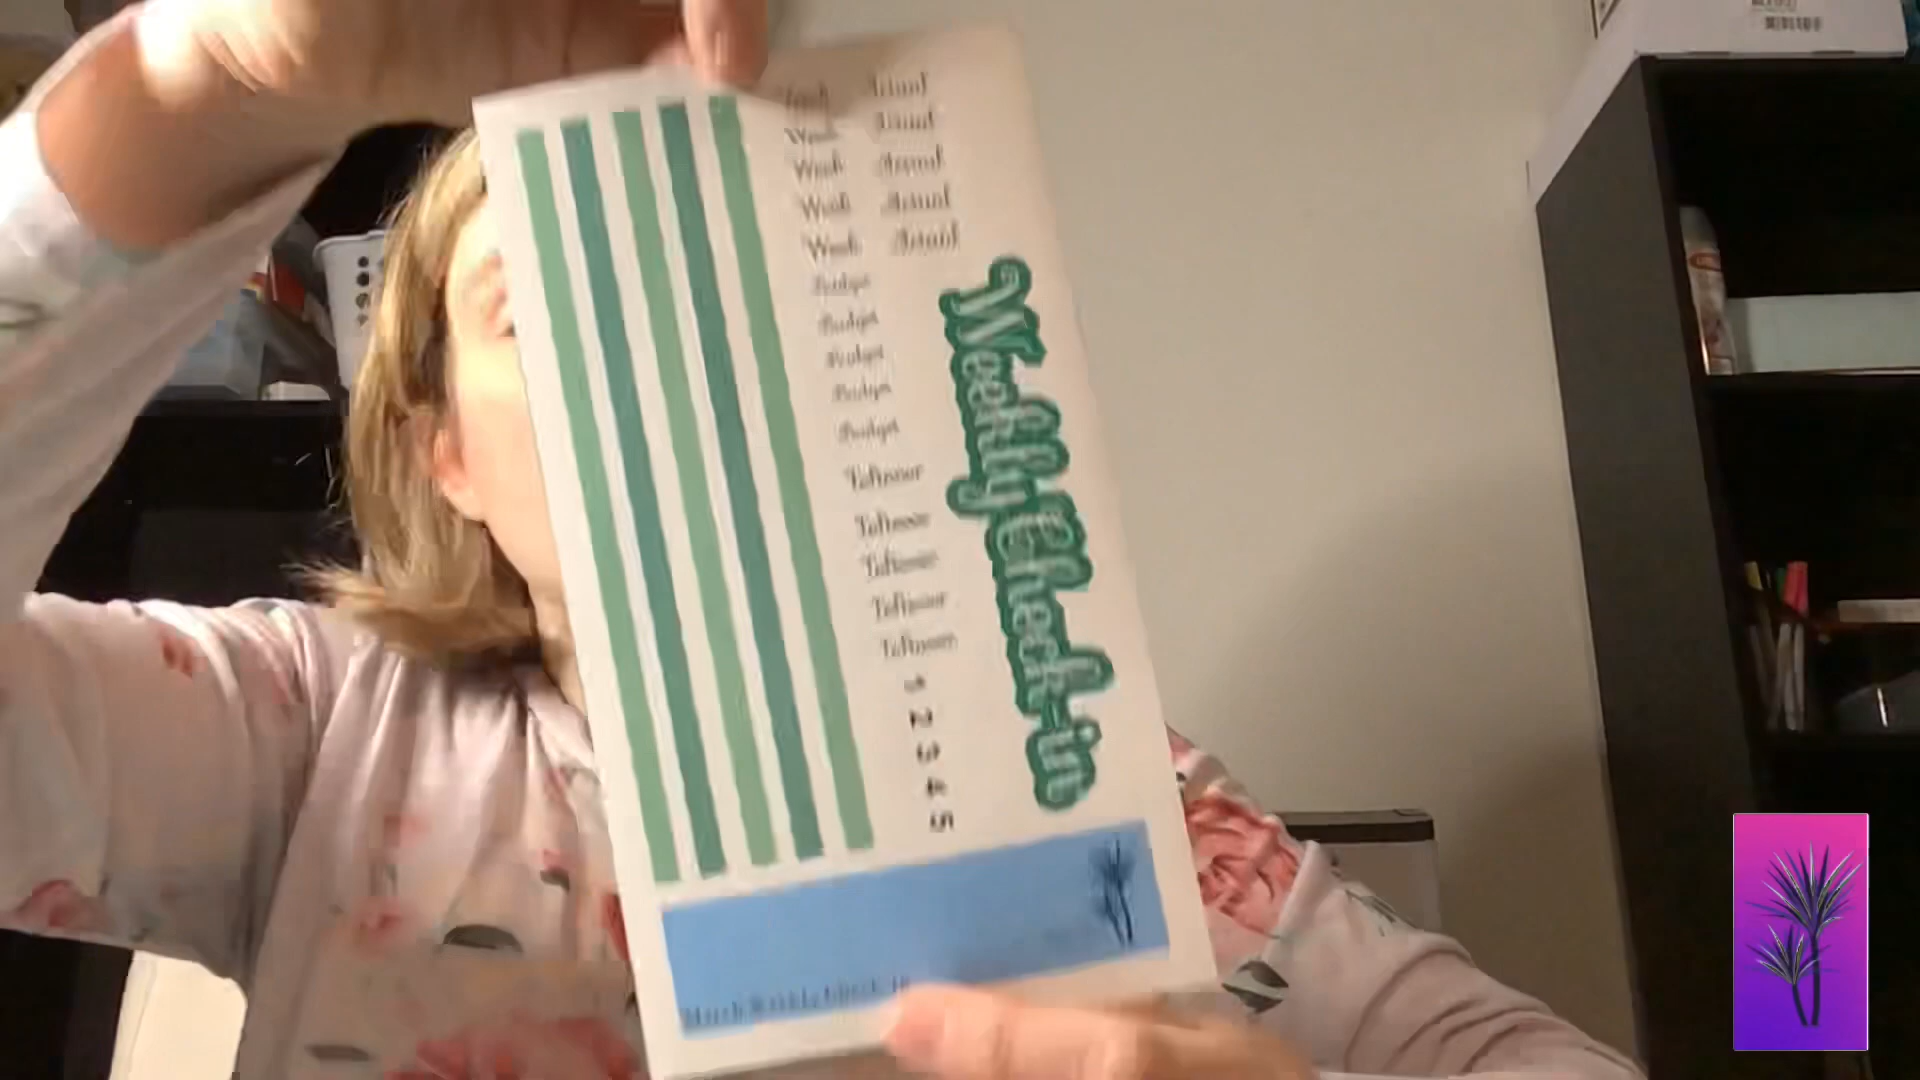 Week Actual
Week Actual
Week Actual
Week Actual
Week Actual
Budget
Budget
Budget
Budget
Budget
Leftover
Leftover
Leftover
Leftover
Leftover
1
2
3
4
5
Weekly Check-in